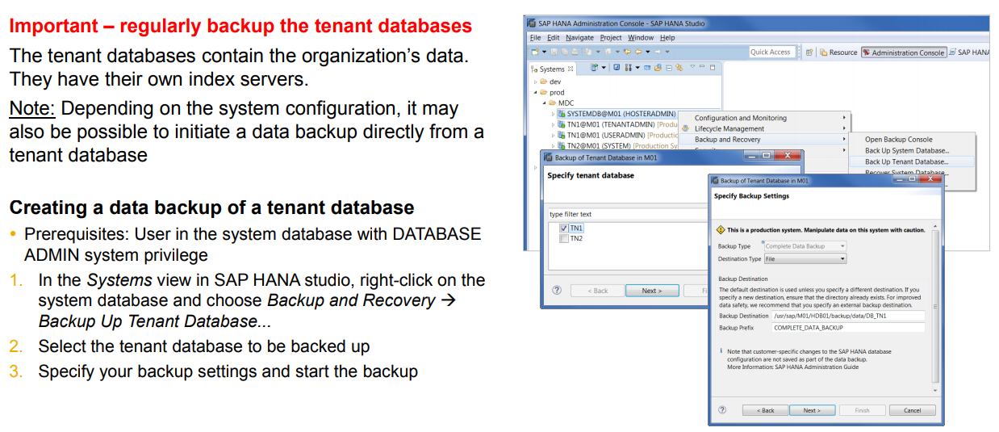 Important – regularly backup the tenant databases
The tenant databases contain the organization's data.
They have their own index servers.
Note: Depending on the system configuration, it may
also be possible to initiate a data backup directly from a
tenant database
Creating a data backup of a tenant database
• Prerequisites: User in the system database with DATABASE
ADMIN system privilege
1. In the Systems view in SAP HANA studio, right-click on the
system database and choose Backup and Recovery →
Backup Up Tenant Database...
2. Select the tenant database to be backed up
3. Specify your backup settings and start the backup
SAP HANA Administration Console - SAP HANA Studio
File Edit Navigate Project Window Help
Quick Access
Resource
Administration Console
SAP HANA
Systems
dev
prod
MDC
SYSTEMDB@M01 (HOSTERADMIN)
TN1@M01 (TENANTADMIN) [Produ
TN1@M01 (USERADMIN) [Productic
TN2@M01 (SYSTEM) [Production Sy
Configuration and Monitoring
Lifecycle Management
Backup and Recovery
Open Backup Console
Back Up System Database...
Back Up Tenant Database...
Recover System Database...
Backup of Tenant Database in M01
Specify tenant database
type filter text
TN1
TN2
< Back
Next >
Fi
Backup of Tenant Database in M01
Specify Backup Settings
This is a production system. Manipulate data on this system with caution.
Backup Type Complete Data Backup
Destination Type File
Backup Destination
The default destination is used unless you specify a different destination. If you
specify a new destination, ensure that the directory already exists. For improved
data safety, we recommend that you specify an external backup destination.
Backup Destination /usr/sap/M01/HDB01/backup/data/DB_TN1
Backup Prefix COMPLETE_DATA_BACKUP
Note that customer-specific changes to the SAP HANA database
configuration are not saved as part of the data backup.
More Information: SAP HANA Administration Guide
< Back
Next >
Finish
Cancel